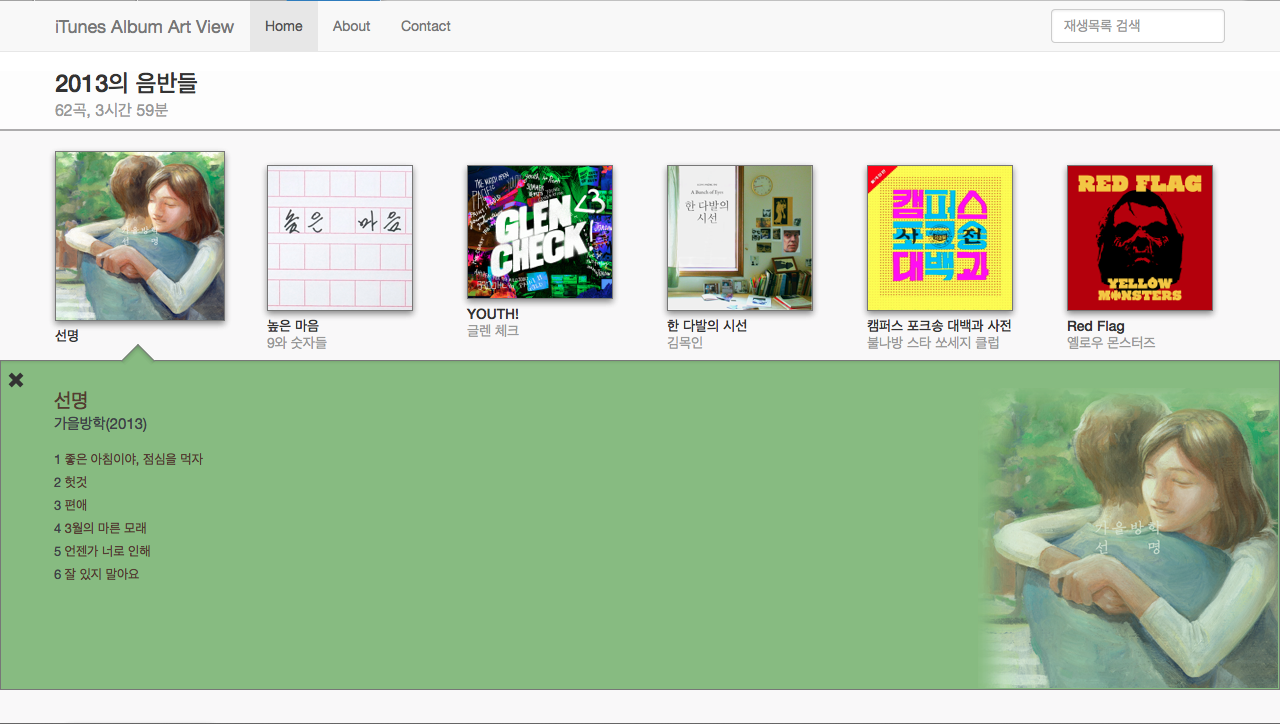 iTunes Album Art View
Home
About
Contact
재생목록 검색
2013의 음반들
62곡, 3시간 59분
가을방학
선 명
선명
높은 마음
높은 마음
9와 숫자들
GLEN
CHECK!
<3
YOUTH!
글렌 체크
A Bunch of Eyes
한 다발의
시선
한 다발의 시선
김목인
캠퍼스
포크송
대백과
사 전
캠퍼스 포크송 대백과 사전
불나방 스타 쏘세지 클럽
RED FLAG
YELLOW
MONSTERS
Red Flag
옐로우 몬스터즈
✖
선명
가을방학(2013)
1 좋은 아침이야, 점심을 먹자
2 헛것
3 편애
4 3월의 마른 모래
5 언젠가 너로 인해
6 잘 있지 말아요
가을방학
선 명